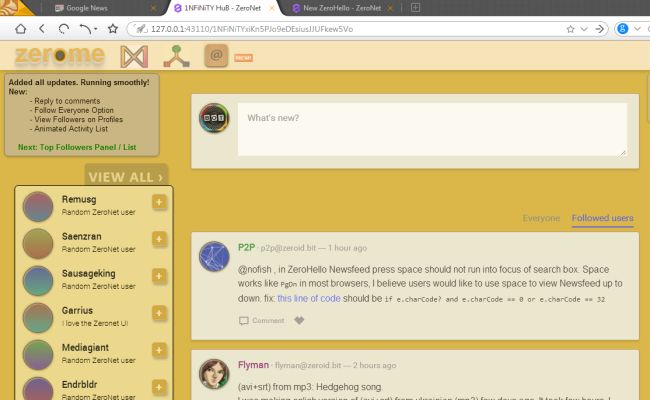 Google News
1NFiNiTY HuB - ZeroNet
New ZeroHello - ZeroNet
127.0.0.1:43110/1NFiNiTYxiKn5PJo9eDEsiusJJUFkew5Vo
zerome
@
NEW!
Added all updates. Running smoothly!
New:
- Reply to comments
- Follow Everyone Option
- View Followers on Profiles
- Animated Activity List
Next: Top Followers Panel / List
VIEW ALL ›
Remusg
Random ZeroNet user
Saenzran
Random ZeroNet user
Sausageking
Random ZeroNet user
Garrius
I love the Zeronet UI
Mediagiant
Random ZeroNet user
Endrbldr
Random ZeroNet user
What's new?
Everyone
Followed users
P2P · p2p@zeroid.bit — 1 hour ago
@nofish , in ZeroHello Newsfeed press space should not run into focus of search box. Space
works like PgDn in most browsers, I believe users would like to use space to view Newsfeed up to
down. fix: this line of code should be if e.charCode? and e.charCode == 0 or e.charCode == 32
Comment
Flyman · flyman@zeroid.bit — 2 hours ago
(avi+srt) from mp3: Hedgehog song.